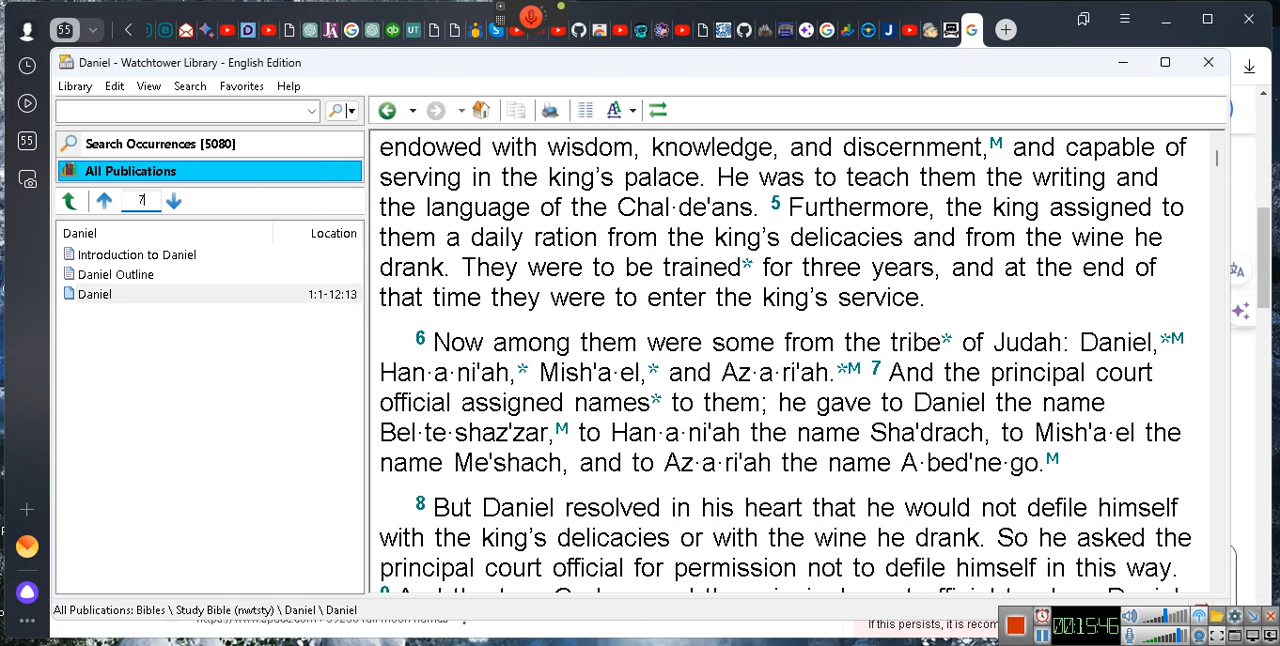 55
Daniel - Watchtower Library - English Edition
Library Edit View Search Favorites Help
Search Occurrences [5080]
All Publications
7
Daniel Location
Introduction to Daniel
Daniel Outline
Daniel 1:1-12:13
55
endowed with wisdom, knowledge, and discernment,M and capable of
serving in the king's palace. He was to teach them the writing and
the language of the Chal·de'ans. 5 Furthermore, the king assigned to
them a daily ration from the king's delicacies and from the wine he
drank. They were to be trained* for three years, and at the end of
that time they were to enter the king's service.
6 Now among them were some from the tribe* of Judah: Daniel,*M
Han·a·ni'ah,* Mish'a·el,* and Az·a·ri'ah.*M 7 And the principal court
official assigned names* to them; he gave to Daniel the name
Bel·te·shaz'zar,M to Han·a·ni'ah the name Sha'drach, to Mish'a·el the
name Me'shach, and to Az·a·ri'ah the name A·bed'ne·go.M
8 But Daniel resolved in his heart that he would not defile himself
with the king's delicacies or with the wine he drank. So he asked the
principal court official for permission not to defile himself in this way.
All Publications: Bibles \ Study Bible (nwtsty) \ Daniel \ Daniel
If this persists, it is recom
00:15:46